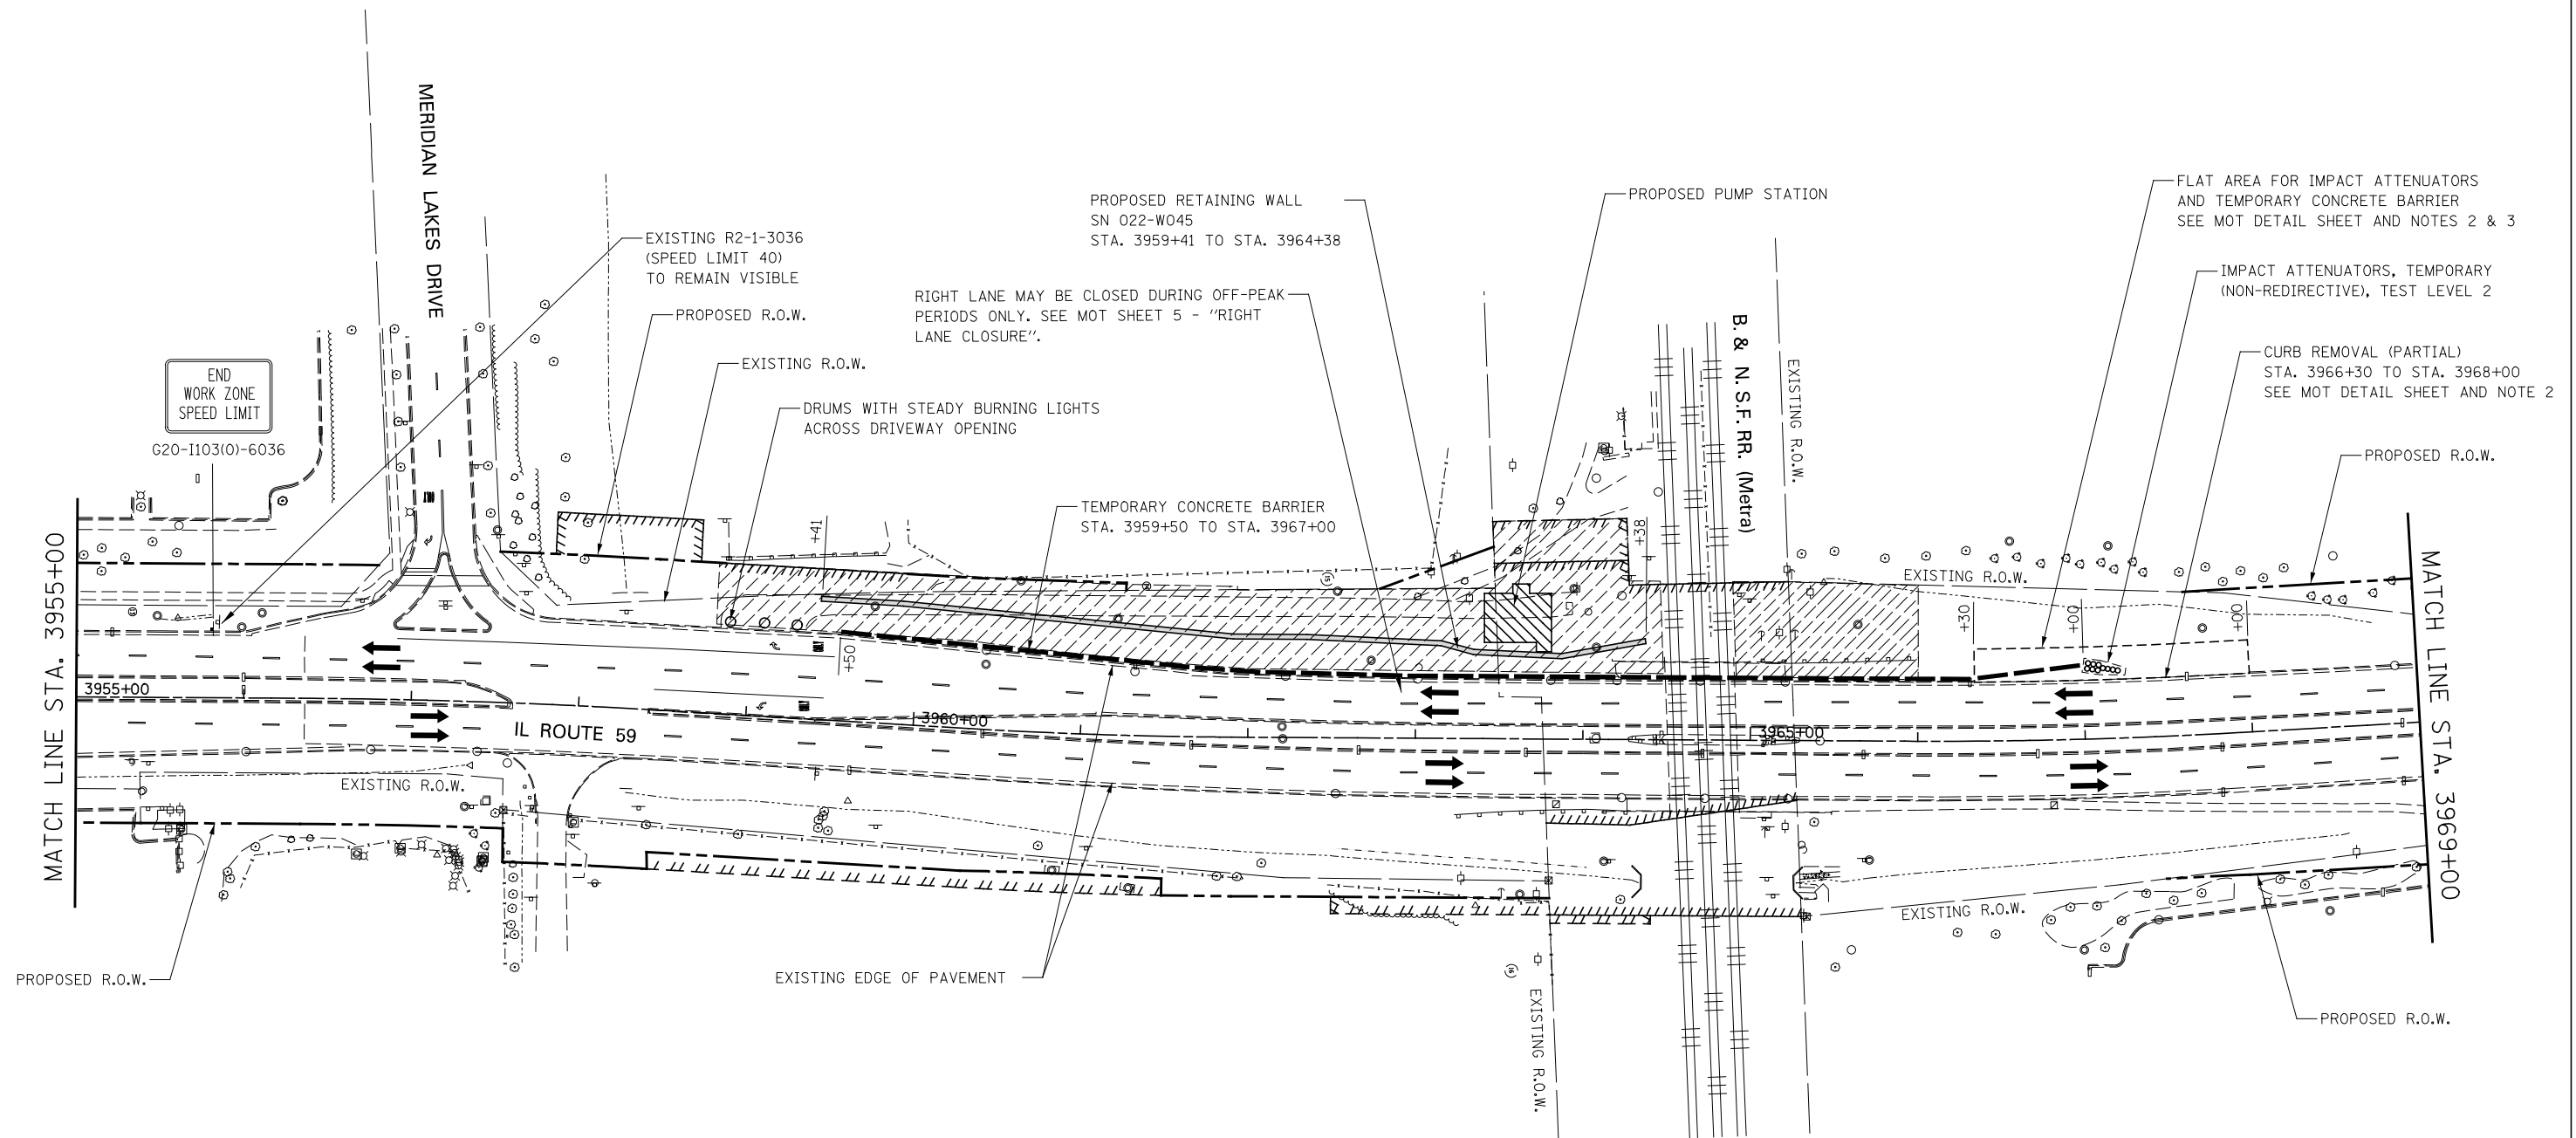 MERIDIAN LAKES DRIVE
PROPOSED RETAINING WALL
SN 022-W045
STA. 3959+41 TO STA. 3964+38
PROPOSED PUMP STATION
FLAT AREA FOR IMPACT ATTENUATORS
AND TEMPORARY CONCRETE BARRIER
SEE MOT DETAIL SHEET AND NOTES 2 & 3
EXISTING R2-1-3036
(SPEED LIMIT 40)
TO REMAIN VISIBLE
IMPACT ATTENUATORS, TEMPORARY
(NON-REDIRECTIVE), TEST LEVEL 2
RIGHT LANE MAY BE CLOSED DURING OFF-PEAK
PERIODS ONLY. SEE MOT SHEET 5 - "RIGHT
LANE CLOSURE".
PROPOSED R.O.W.
B. & N.S.F. RR. (Metra)
EXISTING R.O.W.
CURB REMOVAL (PARTIAL)
STA. 3966+30 TO STA. 3968+00
SEE MOT DETAIL SHEET AND NOTE 2
EXISTING R.O.W.
END
WORK ZONE
SPEED LIMIT
G20-I103(0)-6036
DRUMS WITH STEADY BURNING LIGHTS
ACROSS DRIVEWAY OPENING
PROPOSED R.O.W.
TEMPORARY CONCRETE BARRIER
STA. 3959+50 TO STA. 3967+00
+41
+38
EXISTING R.O.W.
+30
+00
+00
MATCH LINE STA. 3955+00
MATCH LINE STA. 3969+00
+50
3955+00
3960+00
3965+00
IL ROUTE 59
EXISTING R.O.W.
EXISTING R.O.W.
PROPOSED R.O.W.
EXISTING EDGE OF PAVEMENT
EXISTING R.O.W.
PROPOSED R.O.W.